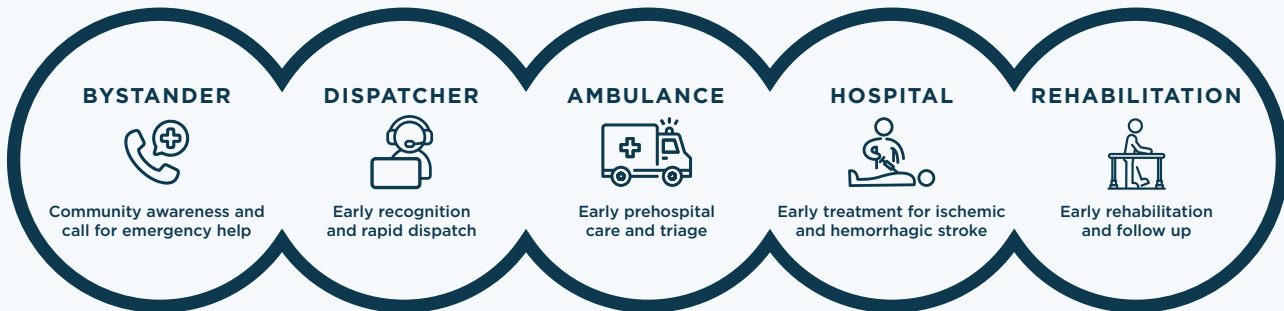 BYSTANDER
Community awareness and
call for emergency help
DISPATCHER
Early recognition
and rapid dispatch
AMBULANCE
Early prehospital
care and triage
HOSPITAL
Early treatment for ischemic
and hemorrhagic stroke
REHABILITATION
Early rehabilitation
and follow up